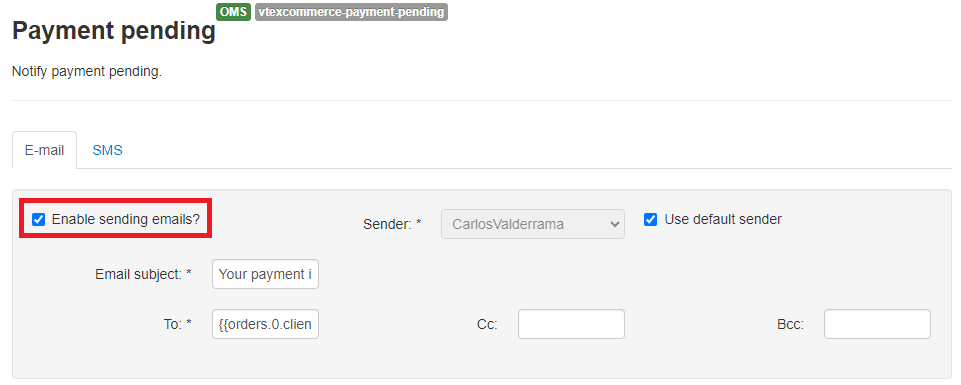 Payment pending OMS vtexcommerce-payment-pending
Notify payment pending.
E-mail SMS
Enable sending emails? Sender: * CarlosValderrama Use default sender
Email subject: * Your payment i
To: * {{orders.0.clien Cc: Bcc: